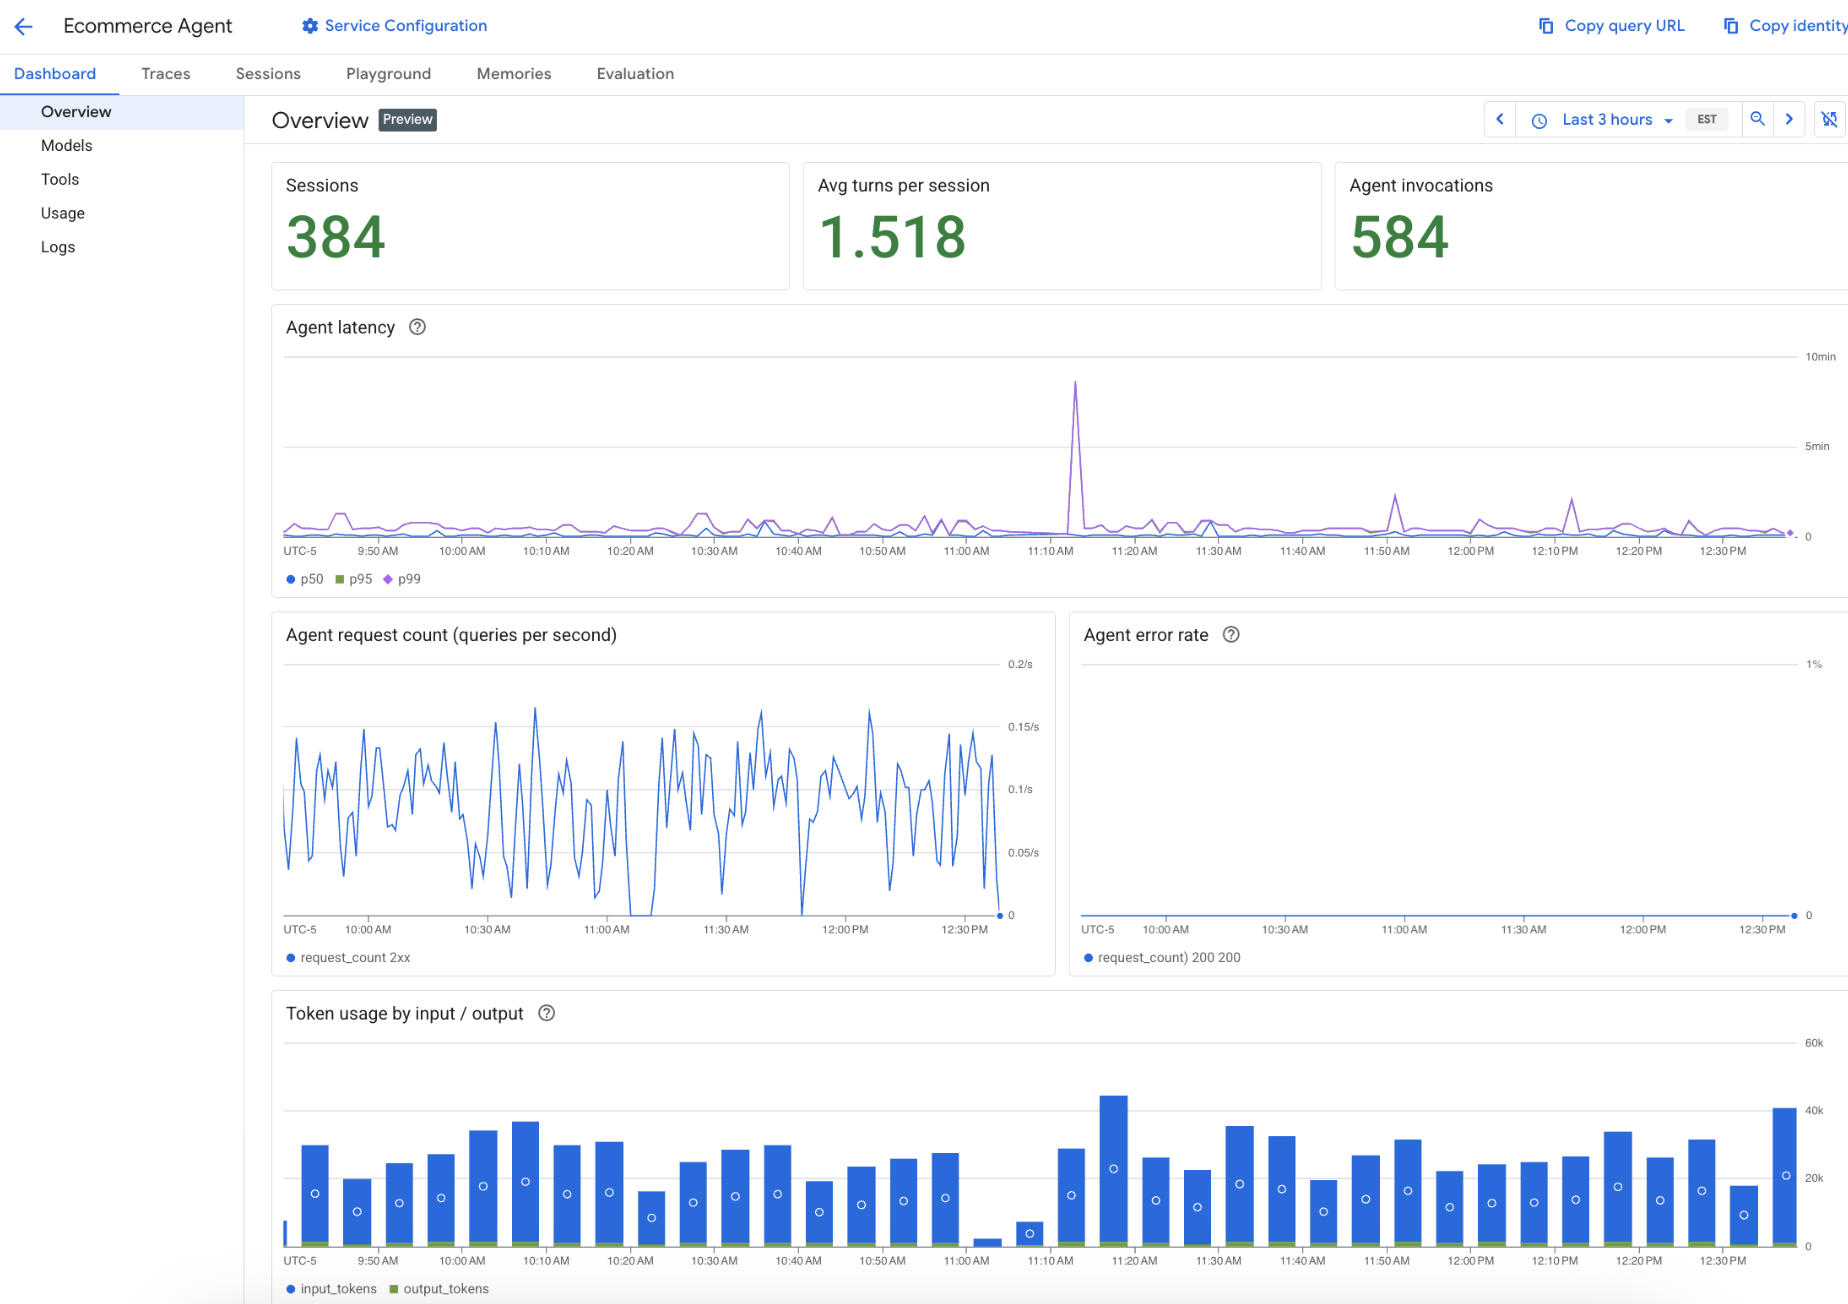 Ecommerce Agent
Service Configuration
Copy query URL
Copy identity
Dashboard
Traces
Sessions
Playground
Memories
Evaluation
Overview
Models
Tools
Usage
Logs
Overview
Preview
Last 3 hours
EST
Sessions
384
Avg turns per session
1.518
Agent invocations
584
Agent latency
10min
5min
0
UTC-5 9:50 AM 10:00 AM 10:10 AM 10:20 AM 10:30 AM 10:40 AM 10:50 AM 11:00 AM 11:10 AM 11:20 AM 11:30 AM 11:40 AM 11:50 AM 12:00 PM 12:10 PM 12:20 PM 12:30 PM
p50 p95 p99
Agent request count (queries per second)
0.2/s
0.15/s
0.1/s
0.05/s
0
UTC-5 10:00 AM 10:30 AM 11:00 AM 11:30 AM 12:00 PM 12:30 PM
request_count 2xx
Agent error rate
1%
0
UTC-5 10:00 AM 10:30 AM 11:00 AM 11:30 AM 12:00 PM 12:30 PM
request_count) 200 200
Token usage by input / output
60k
40k
20k
0
UTC-5 9:50 AM 10:00 AM 10:10 AM 10:20 AM 10:30 AM 10:40 AM 10:50 AM 11:00 AM 11:10 AM 11:20 AM 11:30 AM 11:40 AM 11:50 AM 12:00 PM 12:10 PM 12:20 PM 12:30 PM
input_tokens output_tokens